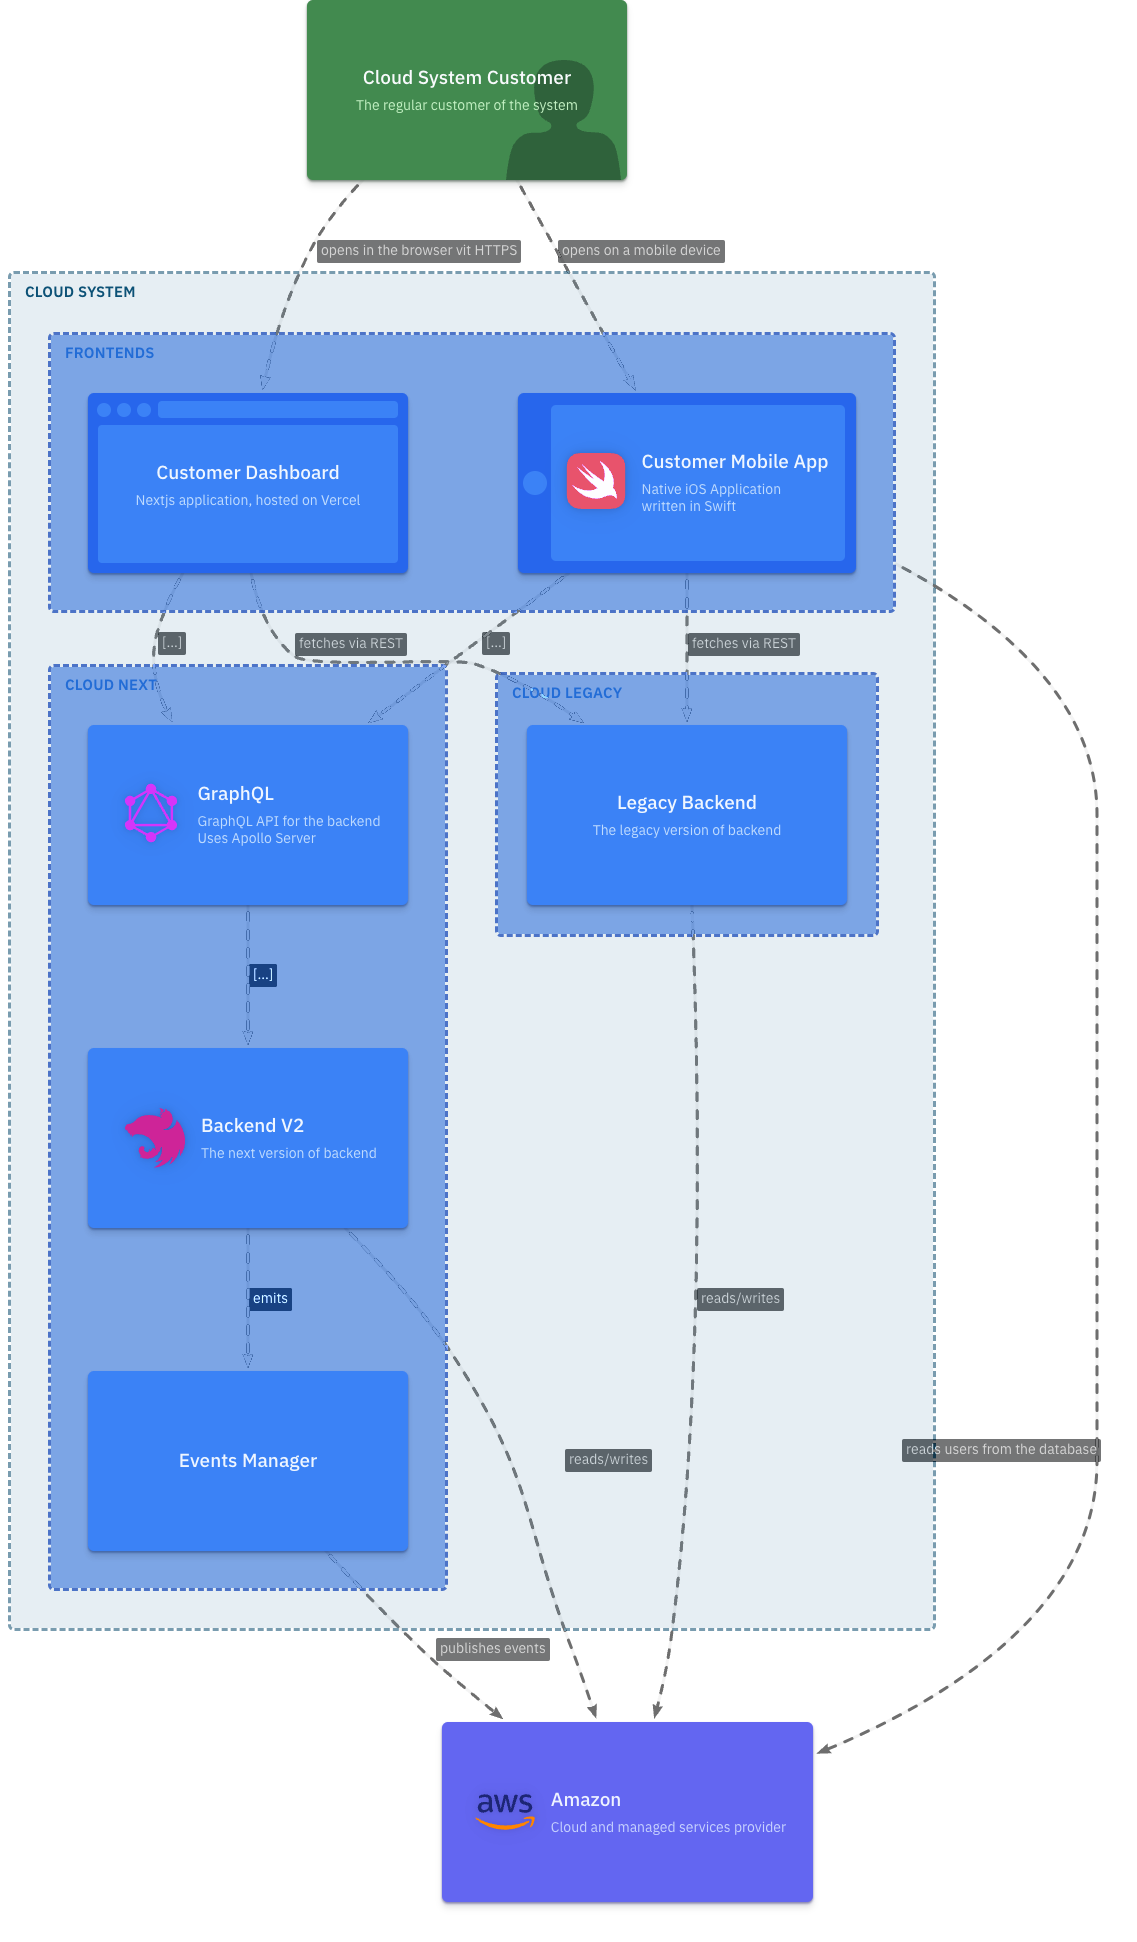 Cloud System Customer
The regular customer of the system
opens in the browser vit HTTPS
opens on a mobile device
CLOUD SYSTEM
FRONTENDS
Customer Dashboard
Nextjs application, hosted on Vercel
Customer Mobile App
Native iOS Application
written in Swift
[...]
fetches via REST
[...]
fetches via REST
CLOUD NEXT
CLOUD LEGACY
GraphQL
GraphQL API for the backend
Uses Apollo Server
Legacy Backend
The legacy version of backend
[...]
Backend V2
The next version of backend
emits
reads/writes
Events Manager
reads/writes
reads users from the database
publishes events
aws
Amazon
Cloud and managed services provider